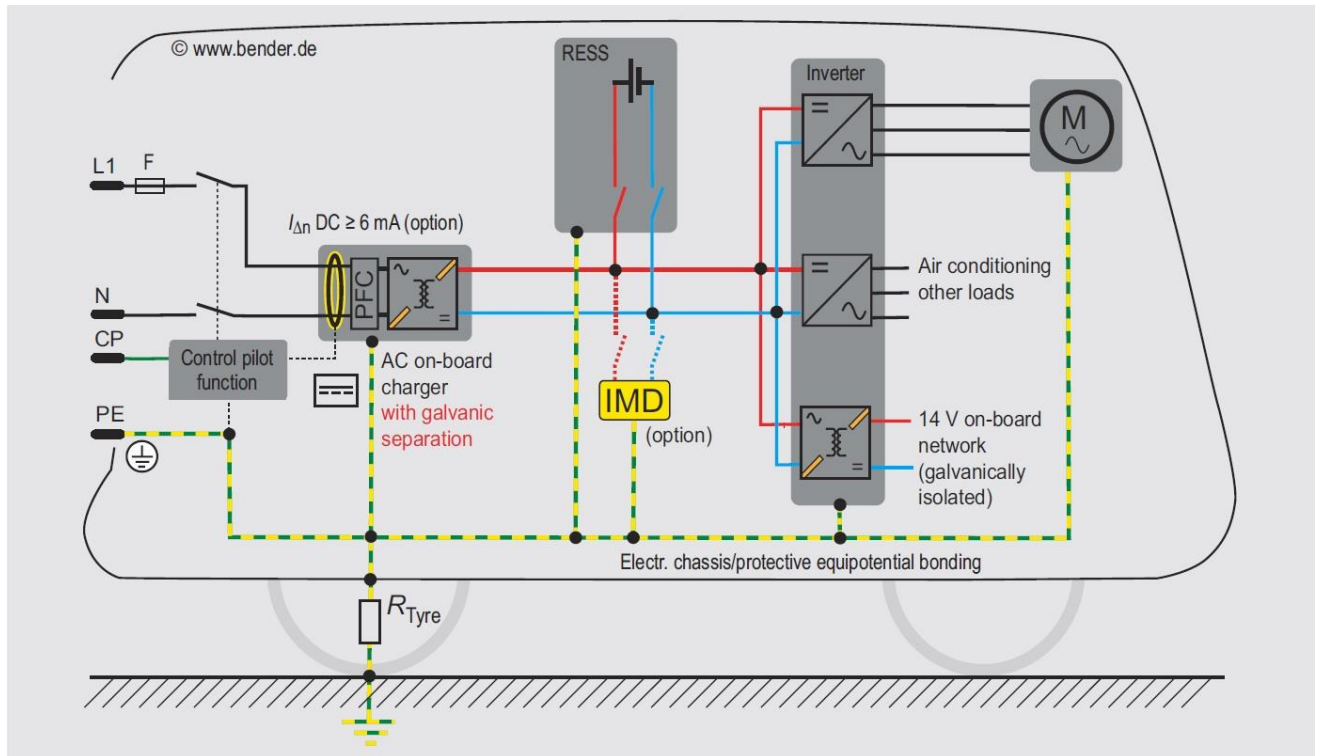 © www.bender.de
RESS
Inverter
M
L1
F
I∆n DC ≥ 6 mA (option)
PFC
N
CP
Control pilot
function
PE
AC on-board
charger
with galvanic
separation
IMD
(option)
Air conditioning
other loads
14 V on-board
network
(galvanically
isolated)
Electr. chassis/protective equipotential bonding
RTyre